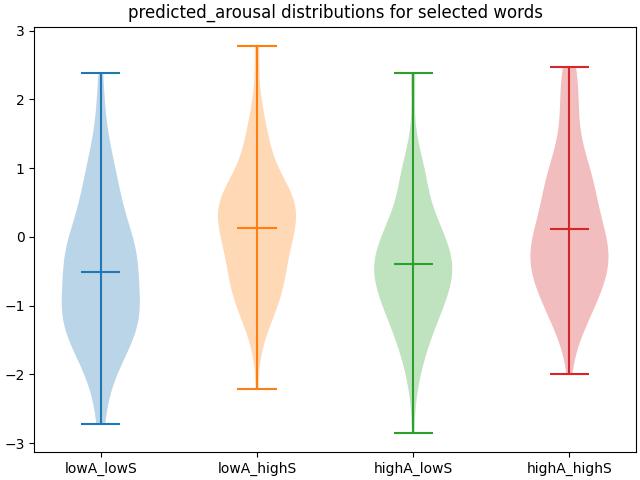 predicted_arousal distributions for selected words
3
2
1
0
−1
−2
−3
lowA_lowS
lowA_highS
highA_lowS
highA_highS